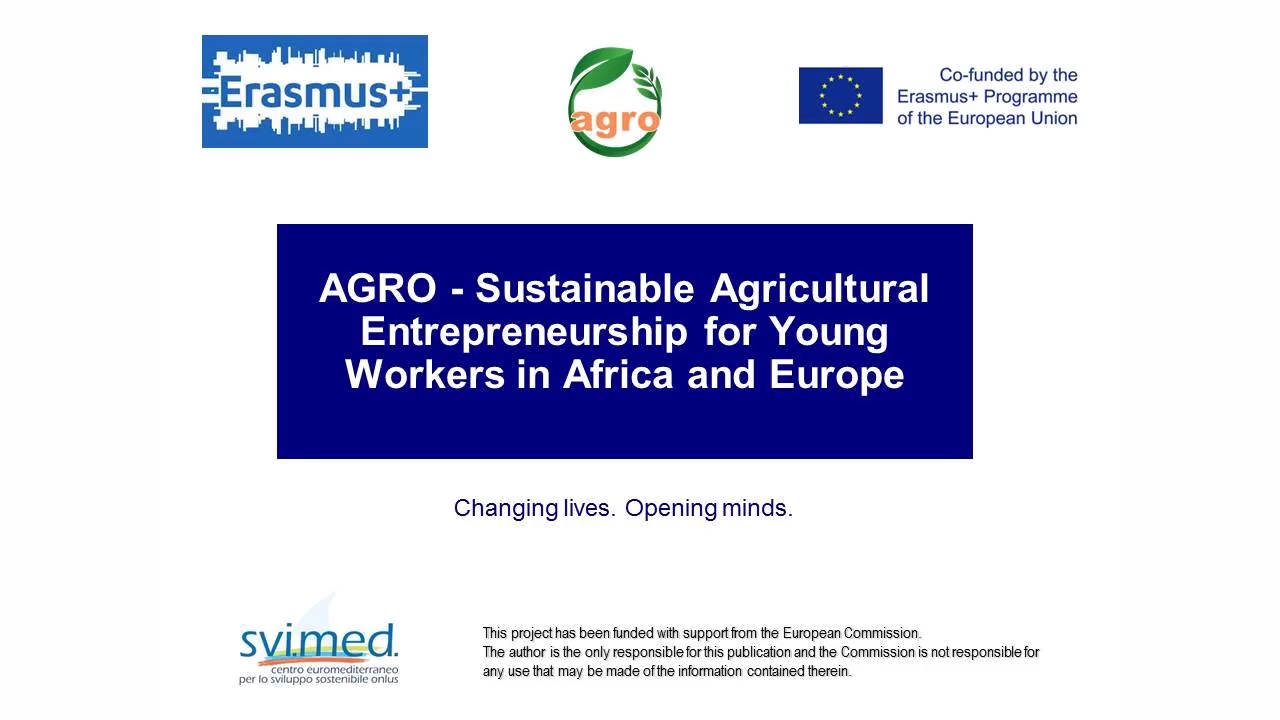 Erasmus+
agro
Co-funded by the
Erasmus+ Programme
of the European Union
AGRO - Sustainable Agricultural
Entrepreneurship for Young
Workers in Africa and Europe
Changing lives. Opening minds.
svi.med.
centro euromediterraneo
per lo sviluppo sostenibile onlus
This project has been funded with support from the European Commission.
The author is the only responsible for this publication and the Commission is not responsible for
any use that may be made of the information contained therein.